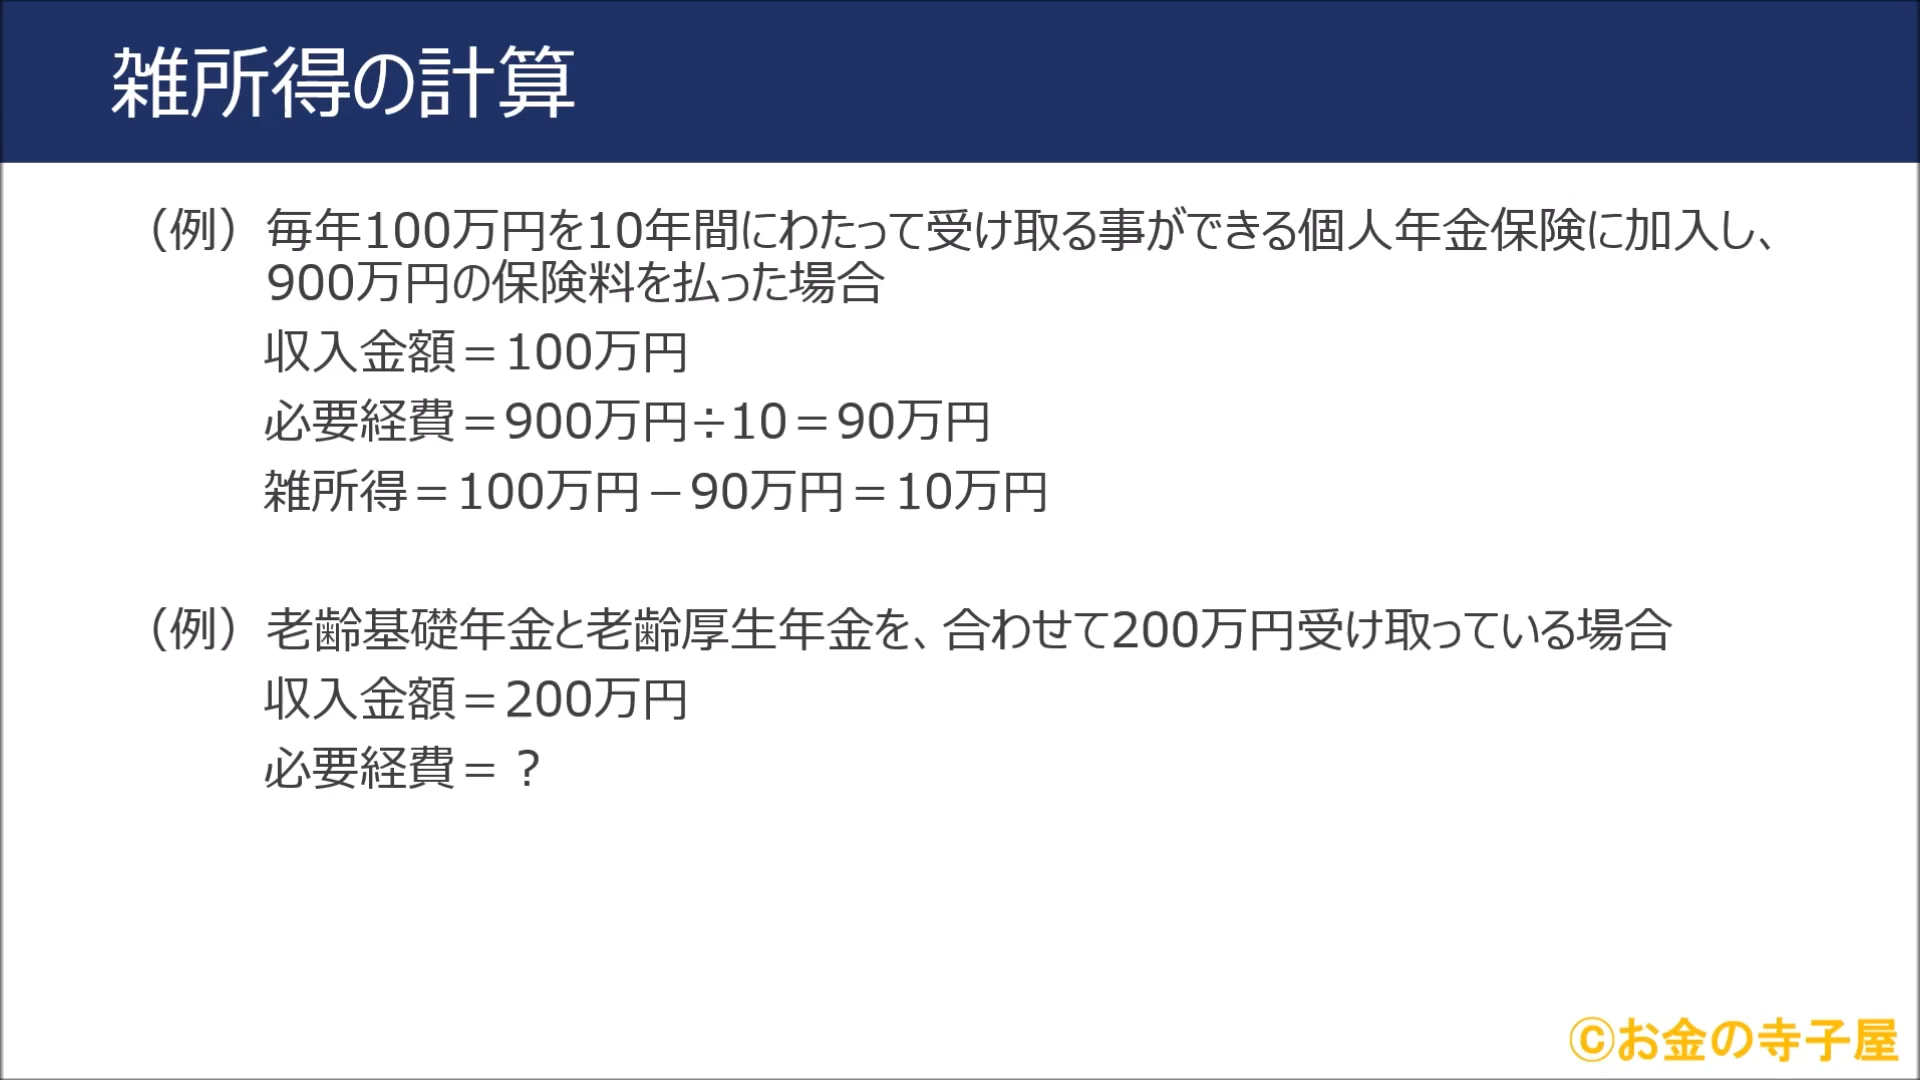 雑所得の計算
（例）毎年100万円を10年間にわたって受け取る事ができる個人年金保険に加入し、
900万円の保険料を払った場合
収入金額＝100万円
必要経費＝900万円÷10＝90万円
雑所得＝100万円－90万円＝10万円
（例）老齢基礎年金と老齢厚生年金を、合わせて200万円受け取っている場合
収入金額＝200万円
必要経費＝？
©お金の寺子屋